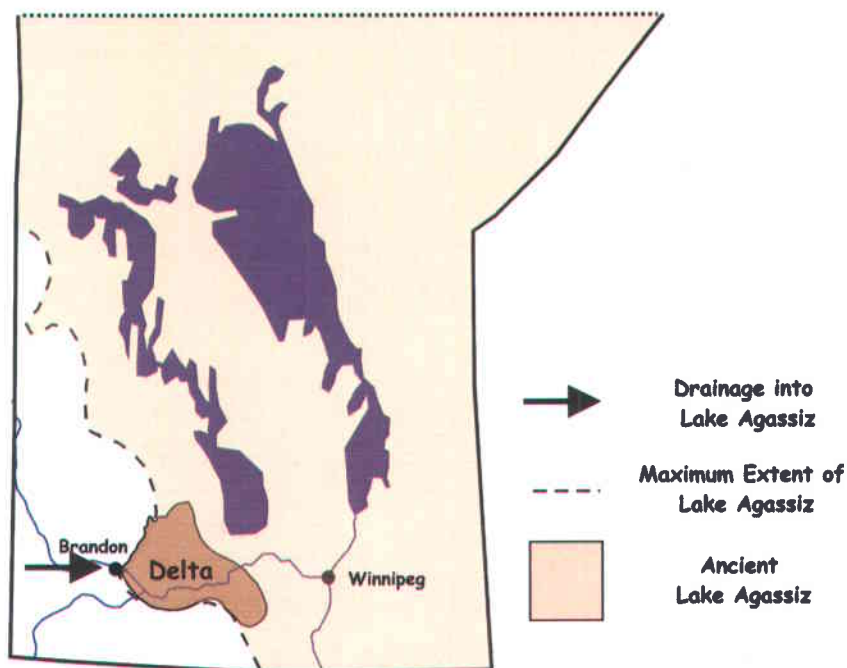 Brandon
Delta
Winnipeg
Drainage into
Lake Agassiz
Maximum Extent of
Lake Agassiz
Ancient
Lake Agassiz